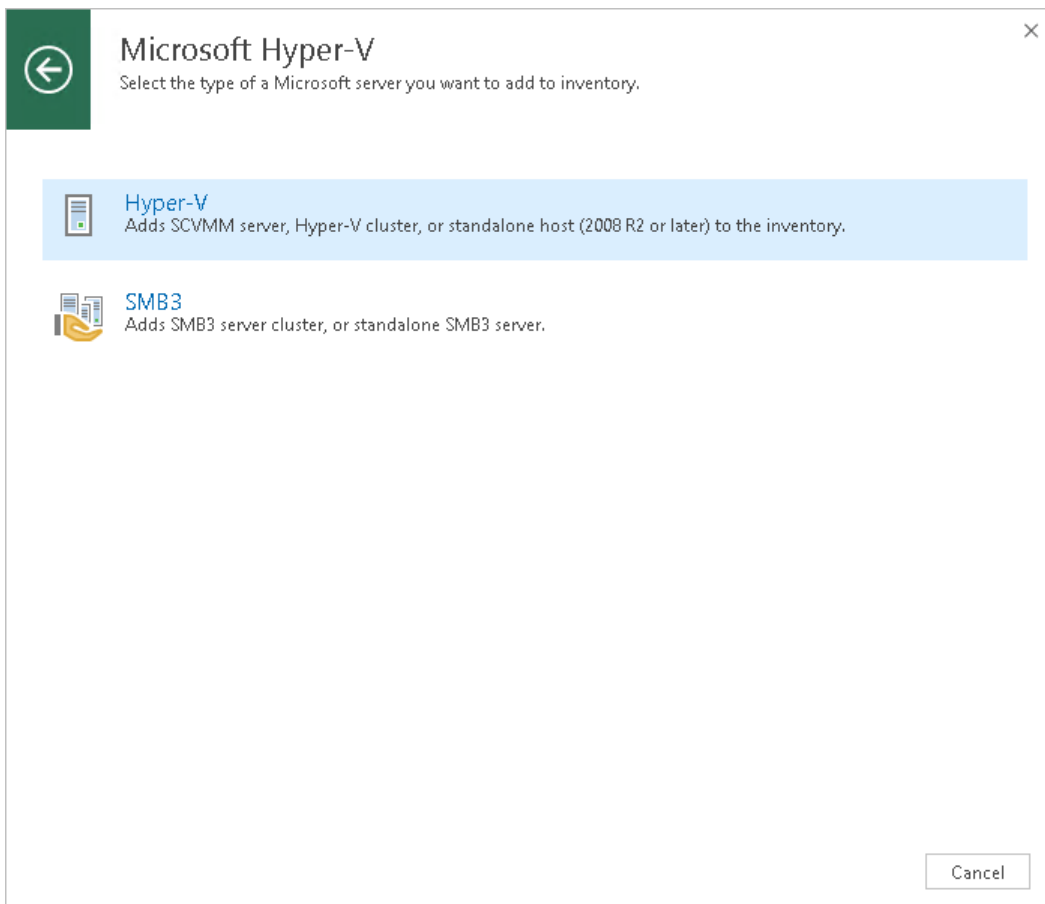 Microsoft Hyper-V
Select the type of a Microsoft server you want to add to inventory.
Hyper-V
Adds SCVMM server, Hyper-V cluster, or standalone host (2008 R2 or later) to the inventory.
SMB3
Adds SMB3 server cluster, or standalone SMB3 server.
Cancel